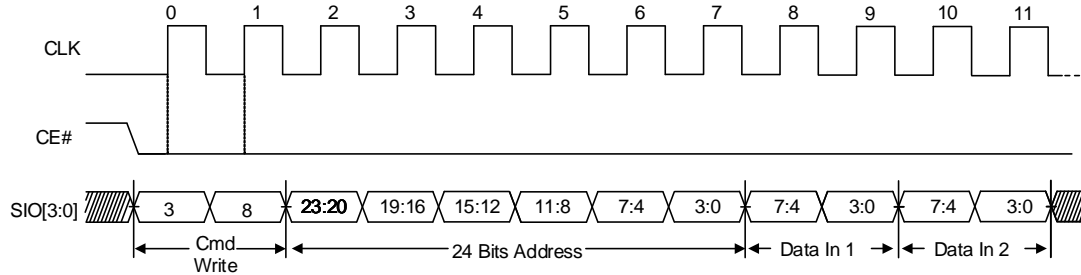 0 1 2 3 4 5 6 7 8 9 10 11
CLK
CE#
SIO[3:0] 3 8 23:20 19:16 15:12 11:8 7:4 3:0 7:4 3:0 7:4 3:0
Cmd 24 Bits Address Data In 1 Data In 2
Write